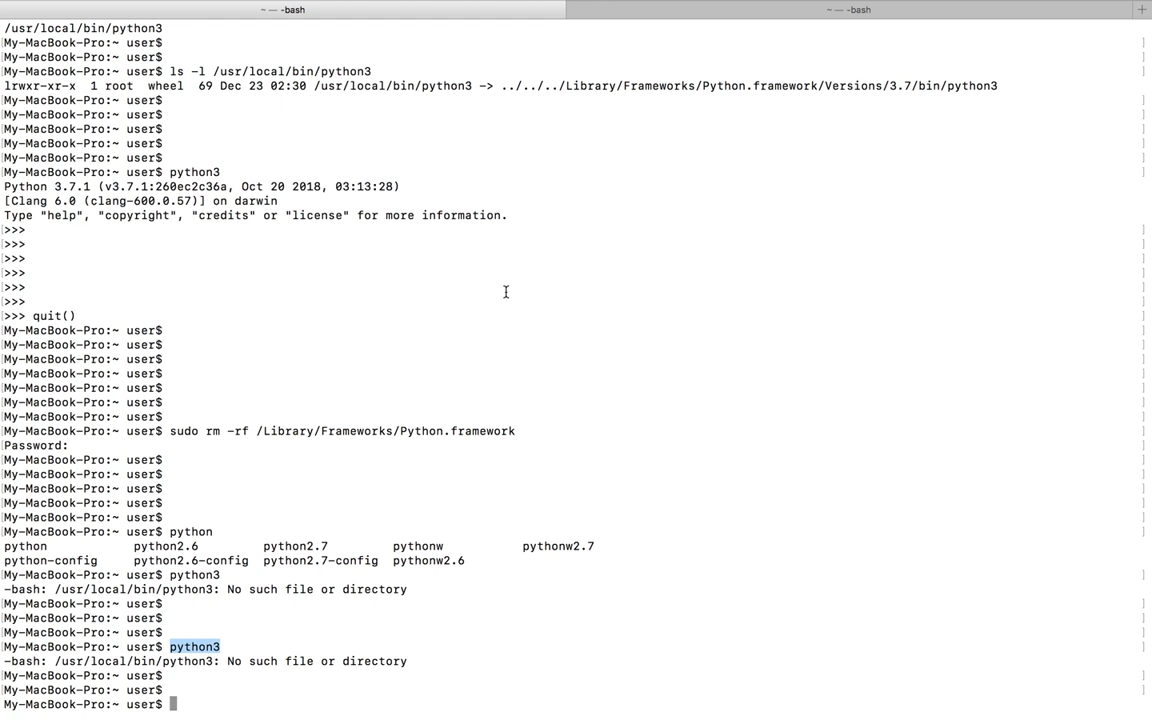 ~ — -bash
~ — -bash
+
/usr/local/bin/python3
My-MacBook-Pro:~ user$
My-MacBook-Pro:~ user$
My-MacBook-Pro:~ user$ ls -l /usr/local/bin/python3
lrwxr-xr-x  1 root  wheel  69 Dec 23 02:30 /usr/local/bin/python3 -> ../../../Library/Frameworks/Python.framework/Versions/3.7/bin/python3
My-MacBook-Pro:~ user$
My-MacBook-Pro:~ user$
My-MacBook-Pro:~ user$
My-MacBook-Pro:~ user$
My-MacBook-Pro:~ user$
My-MacBook-Pro:~ user$ python3
Python 3.7.1 (v3.7.1:260ec2c36a, Oct 20 2018, 03:13:28)
[Clang 6.0 (clang-600.0.57)] on darwin
Type "help", "copyright", "credits" or "license" for more information.
>>>
>>>
>>>
>>>
>>>
>>>
>>> quit()
My-MacBook-Pro:~ user$
My-MacBook-Pro:~ user$
My-MacBook-Pro:~ user$
My-MacBook-Pro:~ user$
My-MacBook-Pro:~ user$
My-MacBook-Pro:~ user$
My-MacBook-Pro:~ user$
My-MacBook-Pro:~ user$ sudo rm -rf /Library/Frameworks/Python.framework
Password:
My-MacBook-Pro:~ user$
My-MacBook-Pro:~ user$
My-MacBook-Pro:~ user$
My-MacBook-Pro:~ user$
My-MacBook-Pro:~ user$
My-MacBook-Pro:~ user$ python
python            python2.6         python2.7         pythonw           pythonw2.7
python-config     python2.6-config  python2.7-config  pythonw2.6
My-MacBook-Pro:~ user$ python3
-bash: /usr/local/bin/python3: No such file or directory
My-MacBook-Pro:~ user$
My-MacBook-Pro:~ user$
My-MacBook-Pro:~ user$
My-MacBook-Pro:~ user$ python3
-bash: /usr/local/bin/python3: No such file or directory
My-MacBook-Pro:~ user$
My-MacBook-Pro:~ user$
My-MacBook-Pro:~ user$